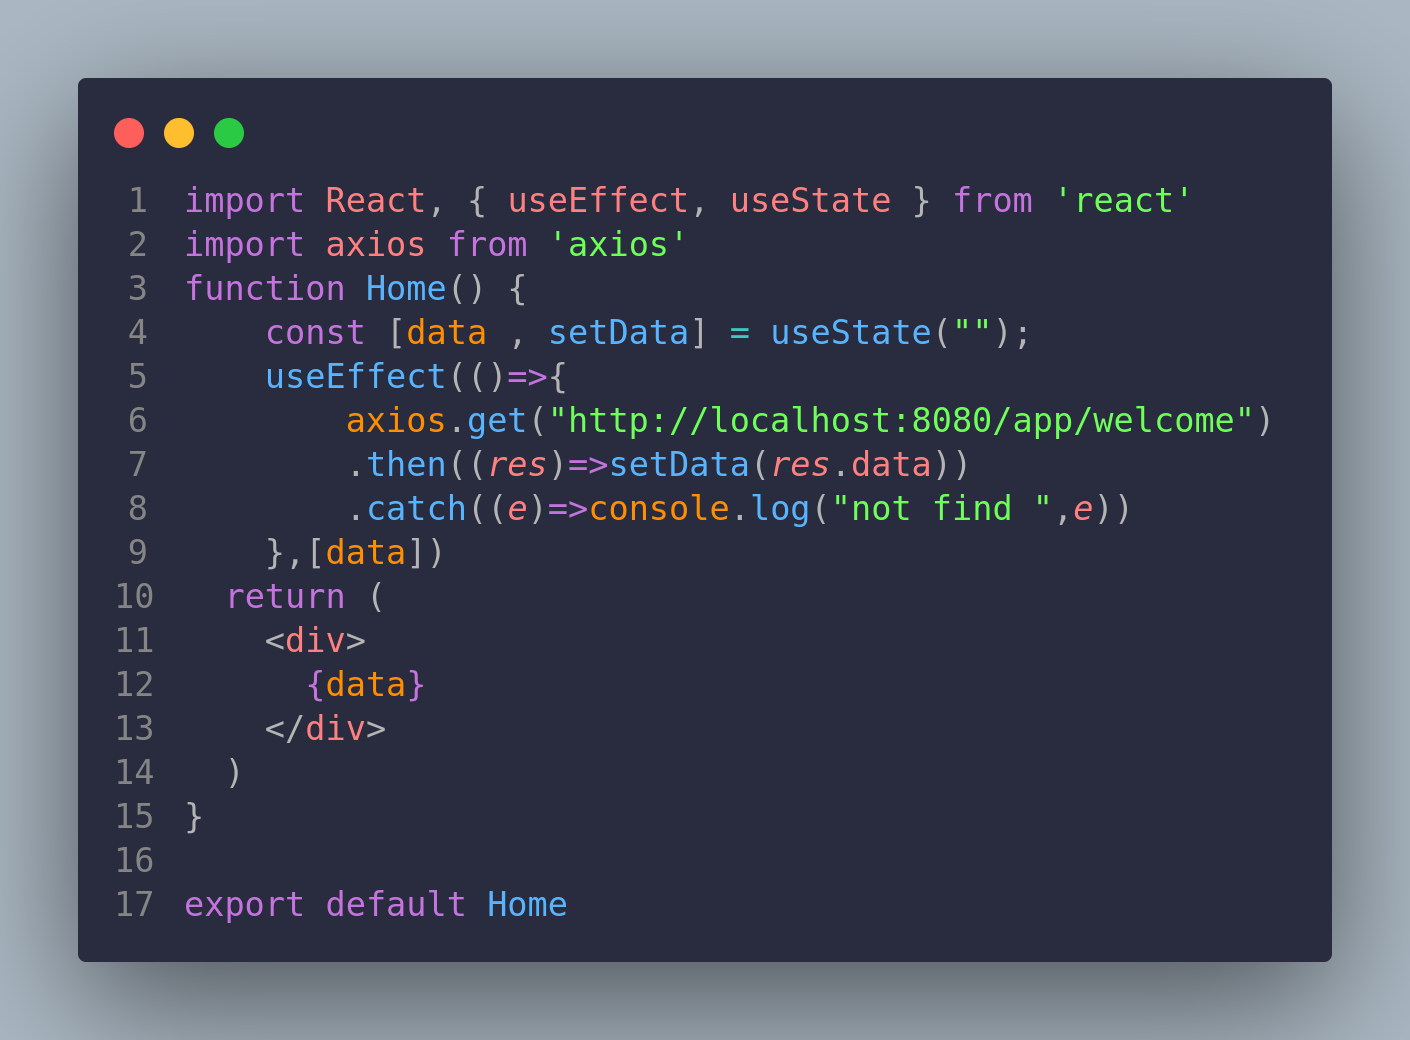 1 import React, { useEffect, useState } from 'react'
2 import axios from 'axios'
3 function Home() {
4     const [data , setData] = useState("");
5     useEffect(()=>{
6         axios.get("http://localhost:8080/app/welcome")
7         .then((res)=>setData(res.data))
8         .catch((e)=>console.log("not find ",e))
9     },[data])
10   return (
11     <div>
12       {data}
13     </div>
14   )
15 }
16
17 export default Home